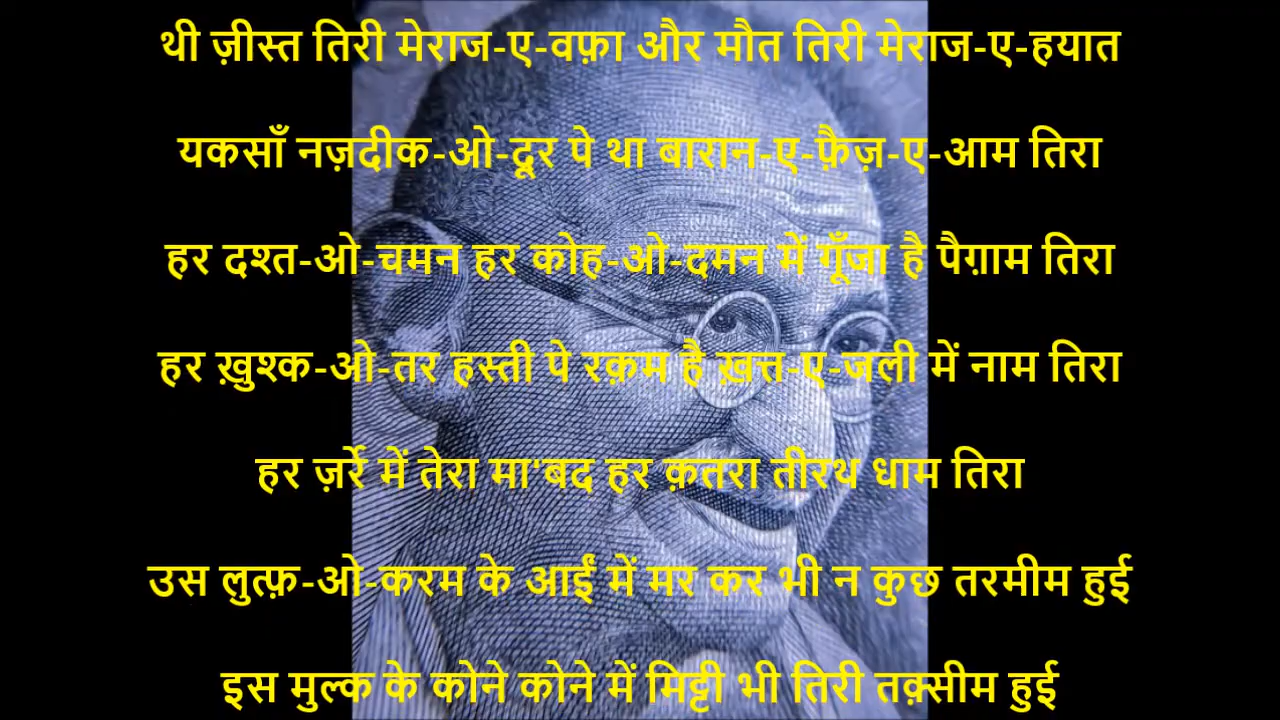 थी ज़ीस्त तिरी मेराज-ए-वफ़ा और मौत तिरी मेराज-ए-हयात
यकसाँ नज़दीक-ओ-दूर पे था बारान-ए-फ़ैज़-ए-आम तिरा
हर दश्त-ओ-चमन हर कोह-ओ-दमन में गूँजा है पैग़ाम तिरा
हर ख़ुश्क-ओ-तर हस्ती पे रक़म है ख़त्त-ए-जली में नाम तिरा
हर ज़र्रे में तेरा मा'बद हर क़तरा तीरथ धाम तिरा
उस लुत्फ़-ओ-करम के आईं में मर कर भी न कुछ तरमीम हुई
इस मुल्क के कोने कोने में मिट्टी भी तिरी तक़्सीम हुई